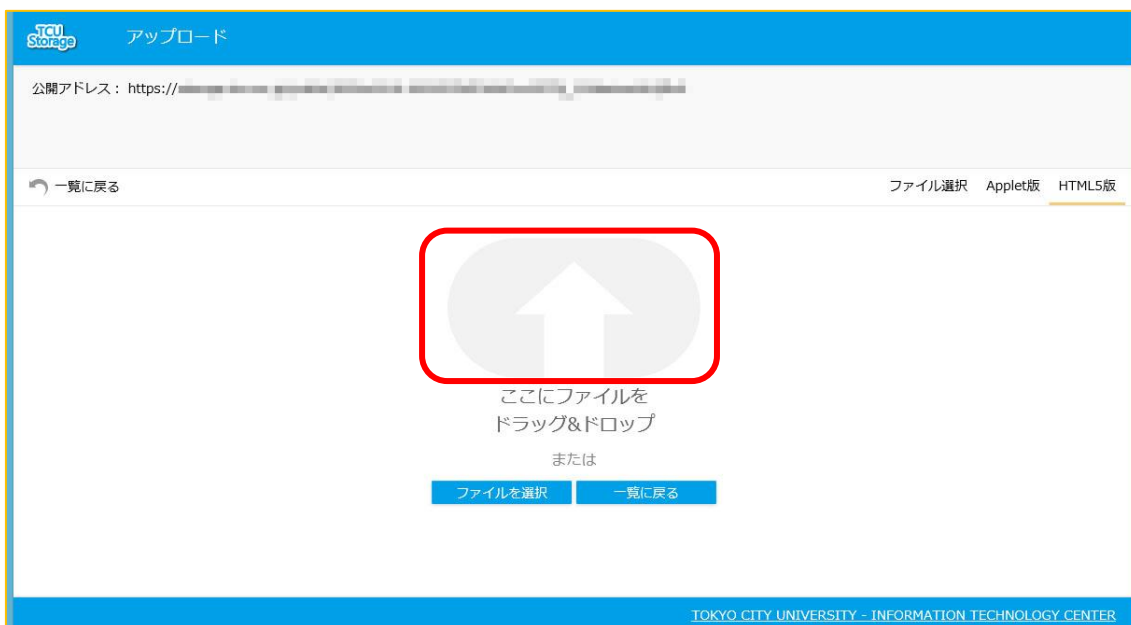 TCU
Storage
アップロード
公開アドレス： https://
一覧に戻る
ファイル選択 Applet版 HTML5版
ここにファイルを
ドラッグ&ドロップ
または
ファイルを選択 一覧に戻る
TOKYO CITY UNIVERSITY - INFORMATION TECHNOLOGY CENTER